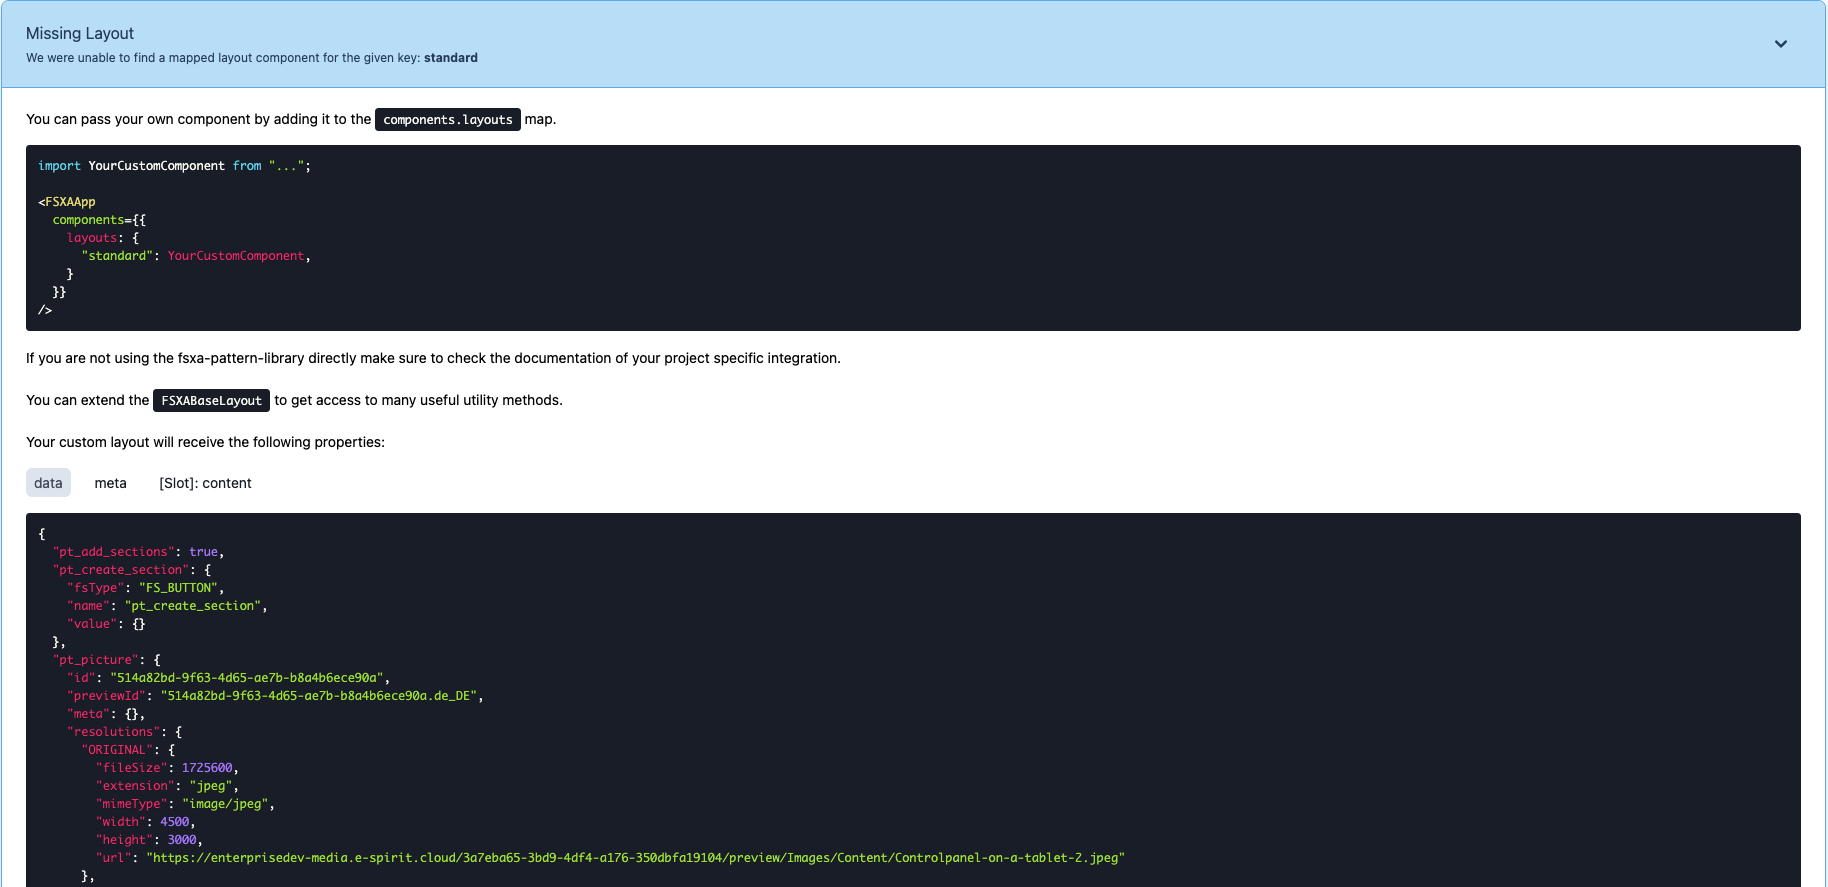 Missing Layout
We were unable to find a mapped layout component for the given key: standard
You can pass your own component by adding it to the components.layouts map.
import YourCustomComponent from "...";
<FSXAApp
  components={{
    layouts: {
      "standard": YourCustomComponent,
    }
  }}
/>
If you are not using the fsxa-pattern-library directly make sure to check the documentation of your project specific integration.
You can extend the FSXABaseLayout to get access to many useful utility methods.
Your custom layout will receive the following properties:
data meta [Slot]: content
{
  "pt_add_sections": true,
  "pt_create_section": {
    "fsType": "FS_BUTTON",
    "name": "pt_create_section",
    "value": {}
  },
  "pt_picture": {
    "id": "514a82bd-9f63-4d65-ae7b-b8a4b6ece90a",
    "previewId": "514a82bd-9f63-4d65-ae7b-b8a4b6ece90a.de_DE",
    "meta": {},
    "resolutions": {
      "ORIGINAL": {
        "fileSize": 1725600,
        "extension": "jpeg",
        "mimeType": "image/jpeg",
        "width": 4500,
        "height": 3000,
        "url": "https://enterprisedev-media.e-spirit.cloud/3a7eba65-3bd9-4df4-a176-350dbfa19104/preview/Images/Content/Controlpanel-on-a-tablet-2.jpeg"
      },